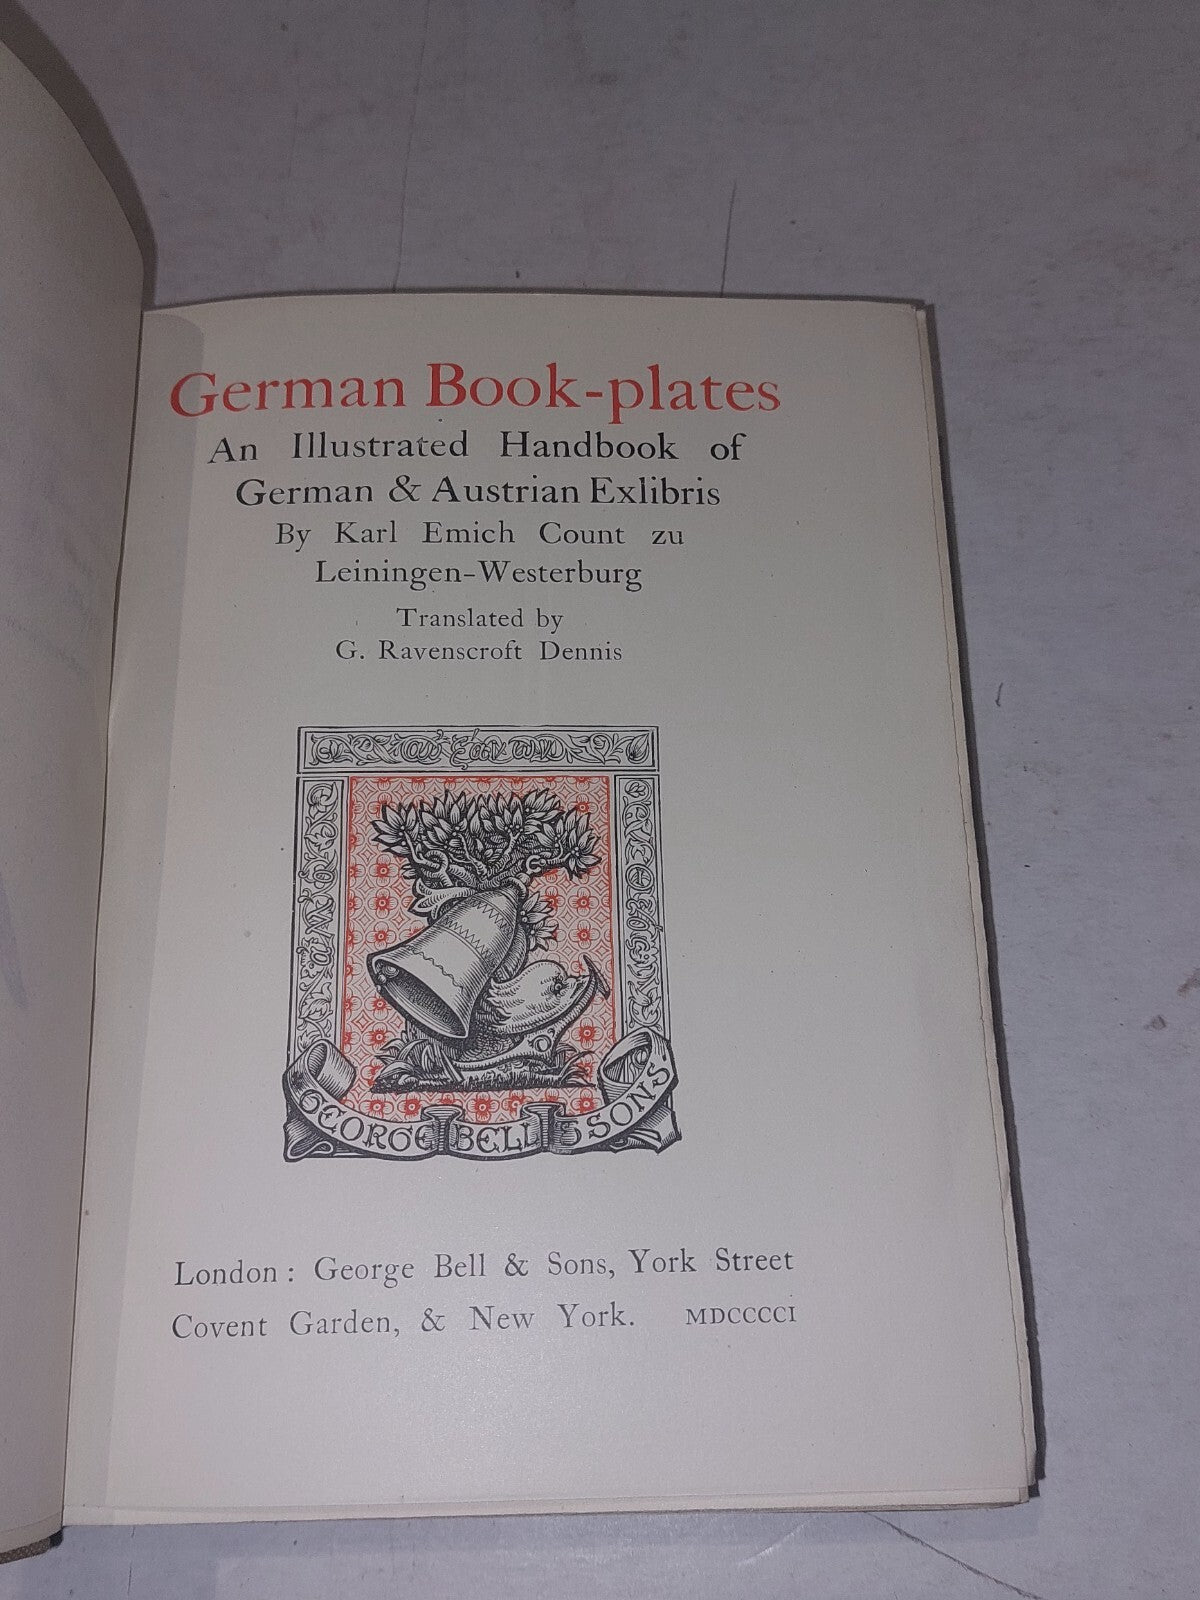 German Book-plates
An Illustrated Handbook of
German & Austrian Exlibris
By Karl Emich Count zu
Leiningen-Westerburg
Translated by
G. Ravenscroft Dennis
GEORGE BELL & SONS
London: George Bell & Sons, York Street
Covent Garden, & New York. MDCCCCI